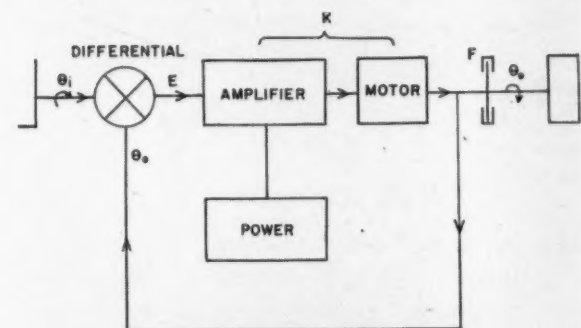 K
DIFFERENTIAL
θi
E
AMPLIFIER
MOTOR
F
θo
θo
POWER